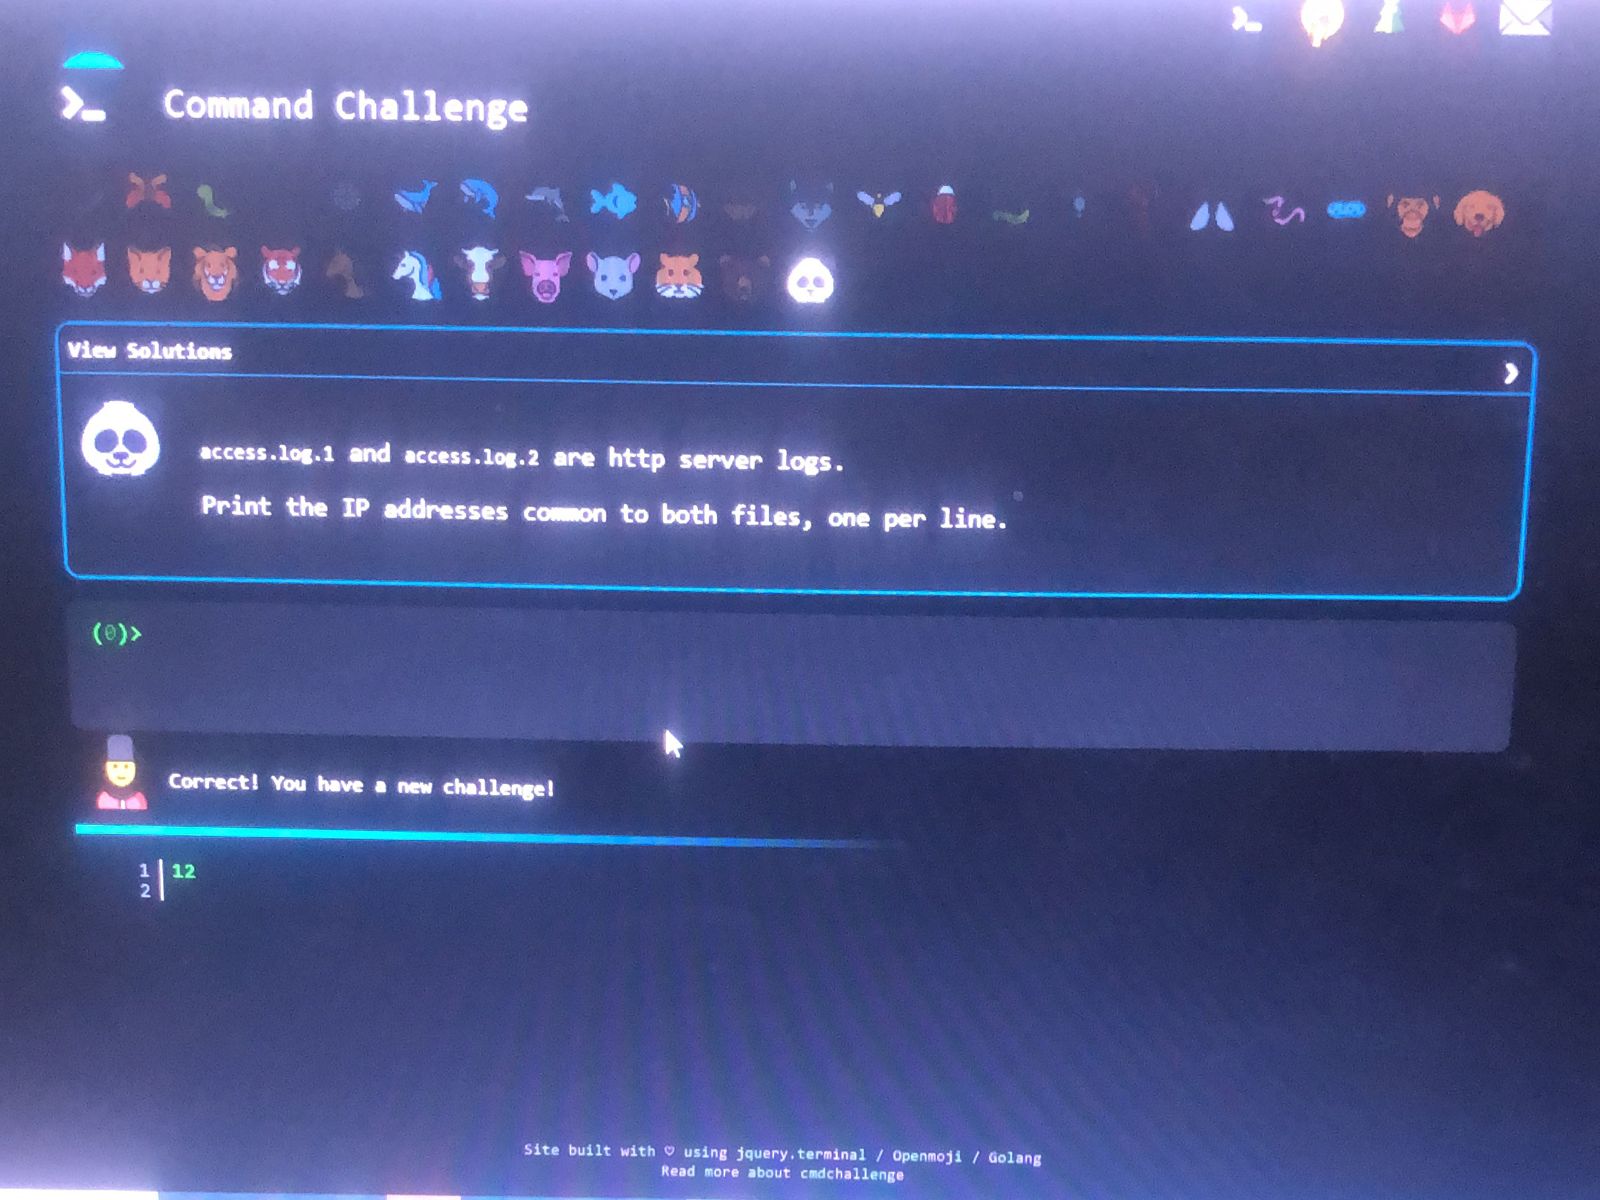 Command Challenge
View Solutions
access.log.1 and access.log.2 are http server logs.
Print the IP addresses common to both files, one per line.
(0)>
Correct! You have a new challenge!
1 12
2
Site built with ♡ using jquery.terminal / Openmoji / Golang
Read more about cmdchallenge